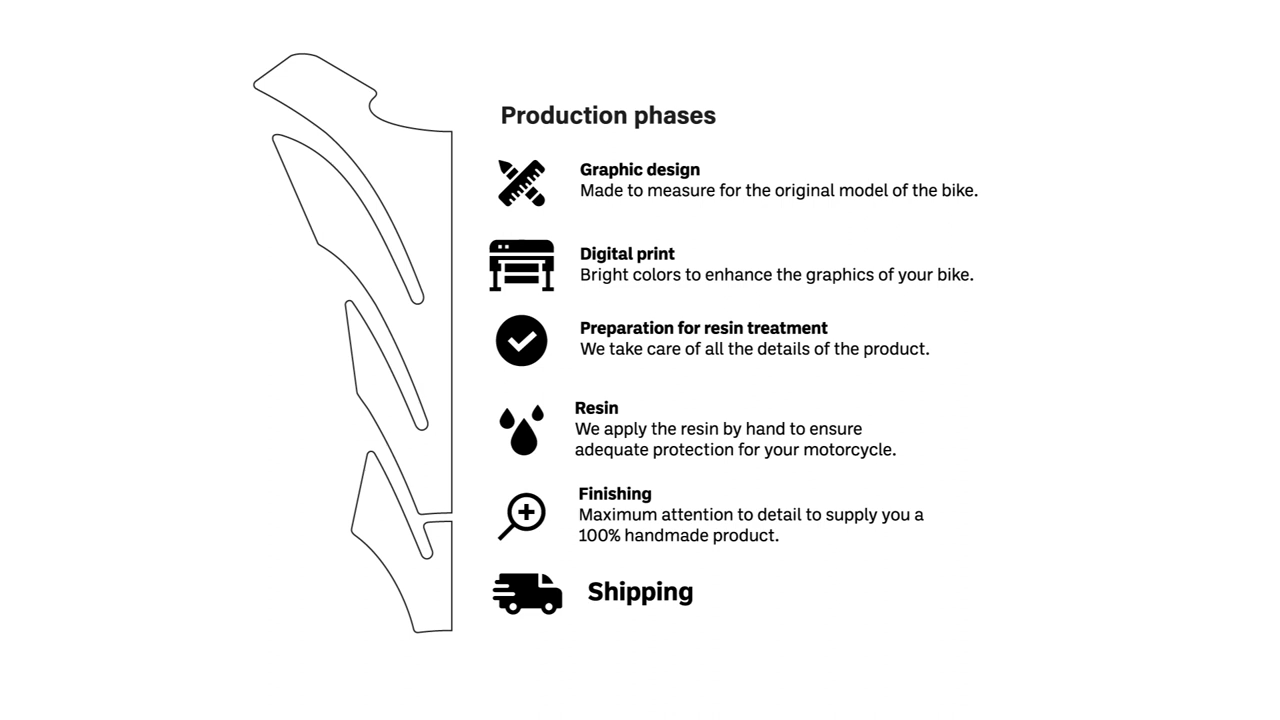 Production phases
Graphic design
Made to measure for the original model of the bike.
Digital print
Bright colors to enhance the graphics of your bike.
Preparation for resin treatment
We take care of all the details of the product.
Resin
We apply the resin by hand to ensure
adequate protection for your motorcycle.
Finishing
Maximum attention to detail to supply you a
100% handmade product.
Shipping